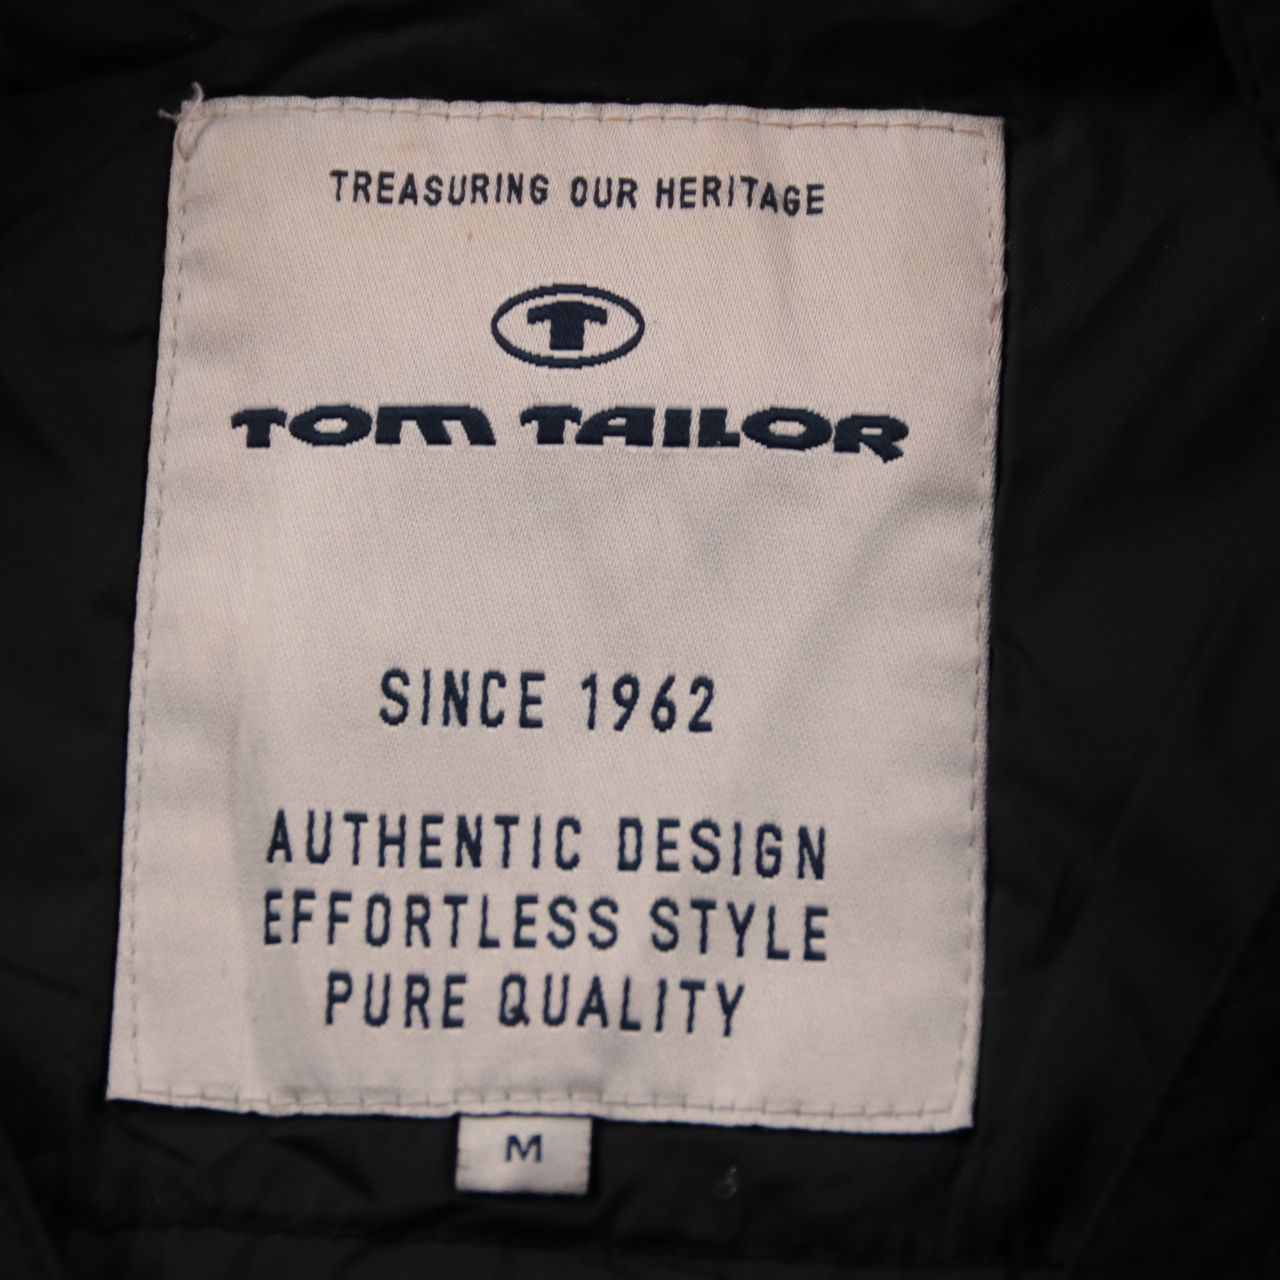 TREASURING OUR HERITAGE
T
TOM TAILOR
SINCE 1962
AUTHENTIC DESIGN
EFFORTLESS STYLE
PURE QUALITY
M